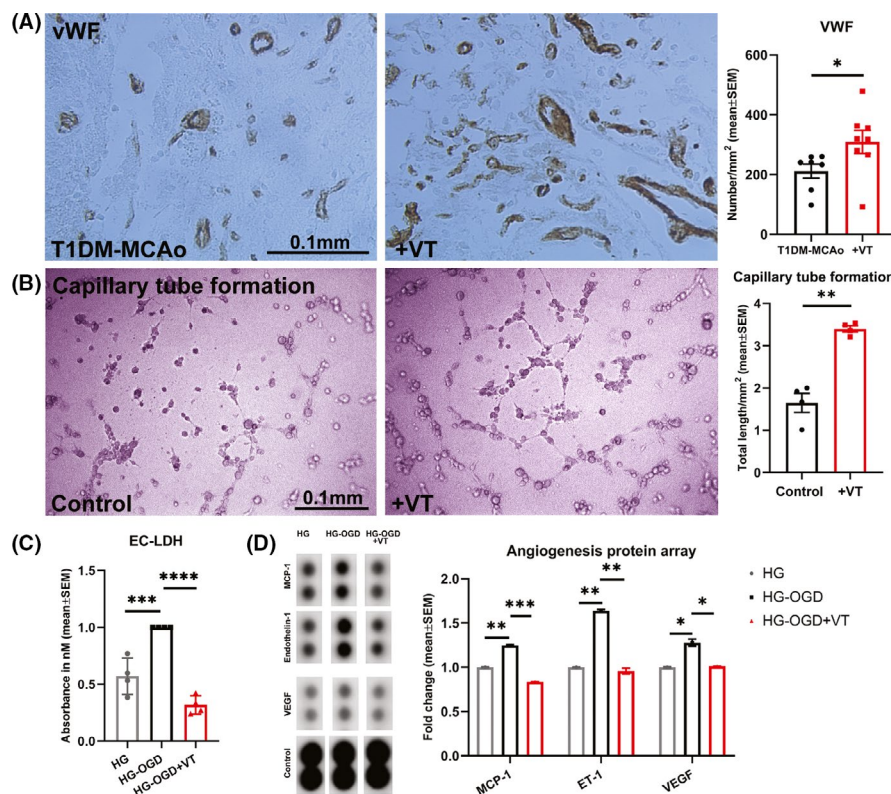 (A)
vWF
T1DM-MCAo
0.1mm
+VT
VWF
*
Number/mm² (mean±SEM)
600
400
200
0
T1DM-MCAo +VT
(B)
Capillary tube formation
Control
0.1mm
+VT
Capillary tube formation
**
Total length/mm² (mean±SEM)
4
3
2
1
0
Control +VT
(C)
EC-LDH
****
***
Absorbance in nM (mean±SEM)
1.5
1.0
0.5
0.0
HG
HG-OGD
HG-OGD+VT
(D)
HG HG-OGD HG-OGD
+VT
MCP-1
Endothelin-1
VEGF
Control
Angiogenesis protein array
** *** ** ** * *
Fold change (mean±SEM)
2.0
1.5
1.0
0.5
0.0
MCP-1
ET-1
VEGF
HG
HG-OGD
HG-OGD+VT